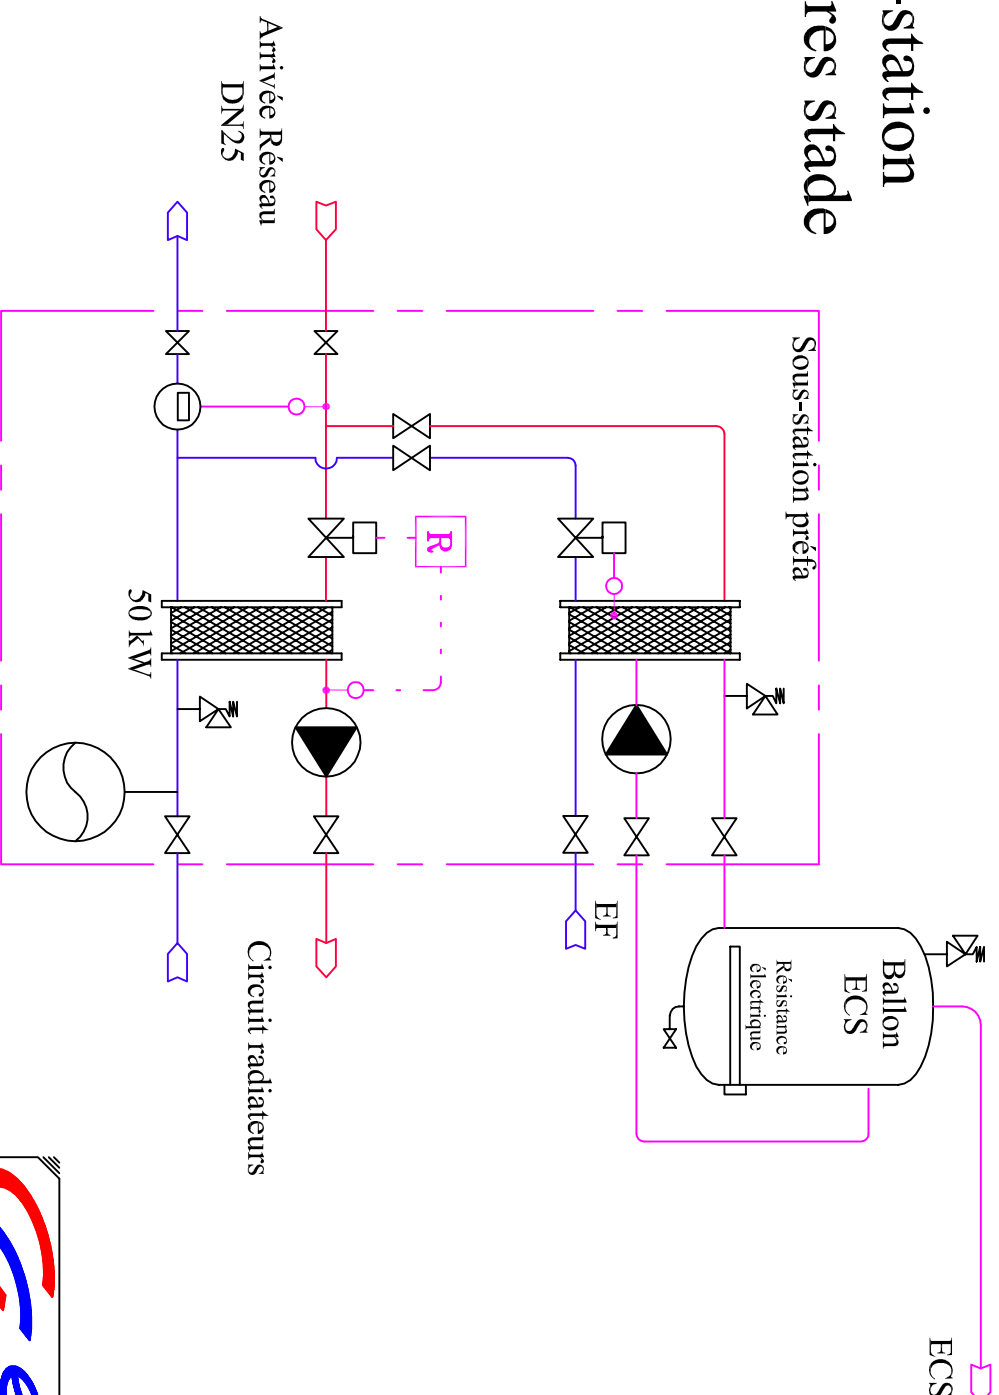 -station
res stade
Arrivée Réseau
DN25
Sous-station préfa
R
50 kW
EF
Circuit radiateurs
Ballon
ECS
Résistance
électrique
ECS